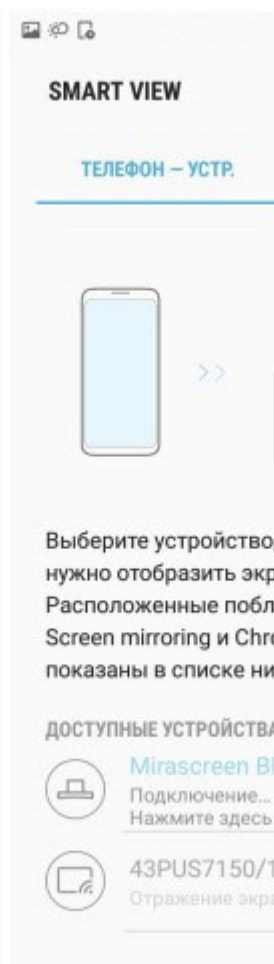 SMART VIEW
ТЕЛЕФОН — УСТР.
Выберите устройство
нужно отобразить экр
Расположенные побл
Screen mirroring и Chr
показаны в списке ни
ДОСТУПНЫЕ УСТРОЙСТВА
Mirascreen B
Подключение...
Нажмите здесь
43PUS7150/1
Отражение экра